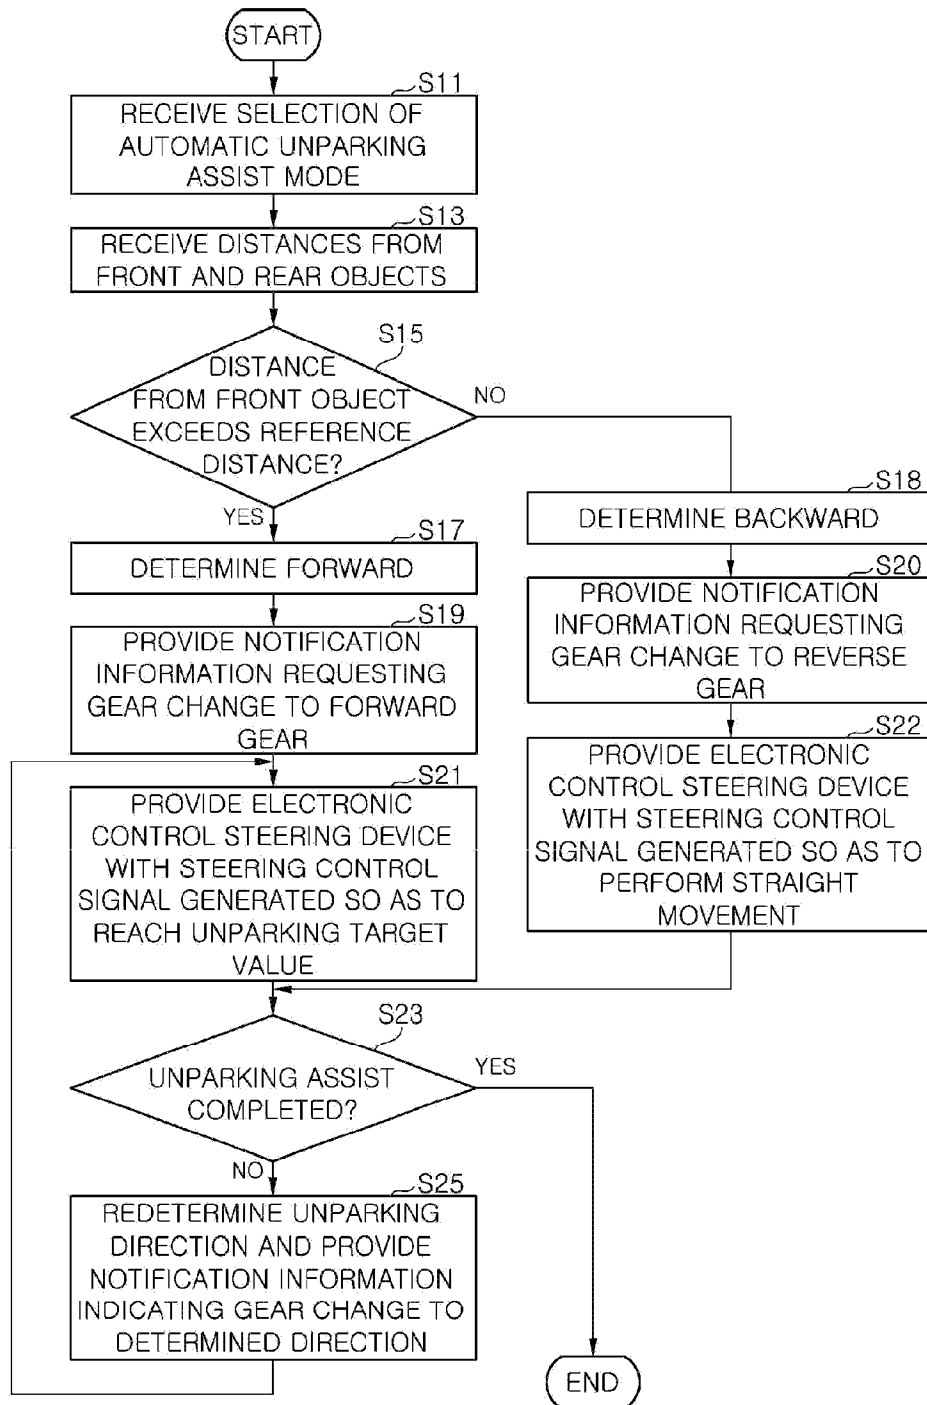 START
S11
RECEIVE SELECTION OF
AUTOMATIC UNPARKING
ASSIST MODE
S13
RECEIVE DISTANCES FROM
FRONT AND REAR OBJECTS
S15
DISTANCE
FROM FRONT OBJECT
EXCEEDS REFERENCE
DISTANCE?
NO
YES
S17
DETERMINE FORWARD
S19
PROVIDE NOTIFICATION
INFORMATION REQUESTING
GEAR CHANGE TO FORWARD
GEAR
S18
DETERMINE BACKWARD
S20
PROVIDE NOTIFICATION
INFORMATION REQUESTING
GEAR CHANGE TO REVERSE
GEAR
S21
PROVIDE ELECTRONIC
CONTROL STEERING DEVICE
WITH STEERING CONTROL
SIGNAL GENERATED SO AS TO
REACH UNPARKING TARGET
VALUE
S22
PROVIDE ELECTRONIC
CONTROL STEERING DEVICE
WITH STEERING CONTROL
SIGNAL GENERATED SO AS TO
PERFORM STRAIGHT
MOVEMENT
S23
UNPARKING ASSIST
COMPLETED?
YES
NO
S25
REDETERMINE UNPARKING
DIRECTION AND PROVIDE
NOTIFICATION INFORMATION
INDICATING GEAR CHANGE TO
DETERMINED DIRECTION
END